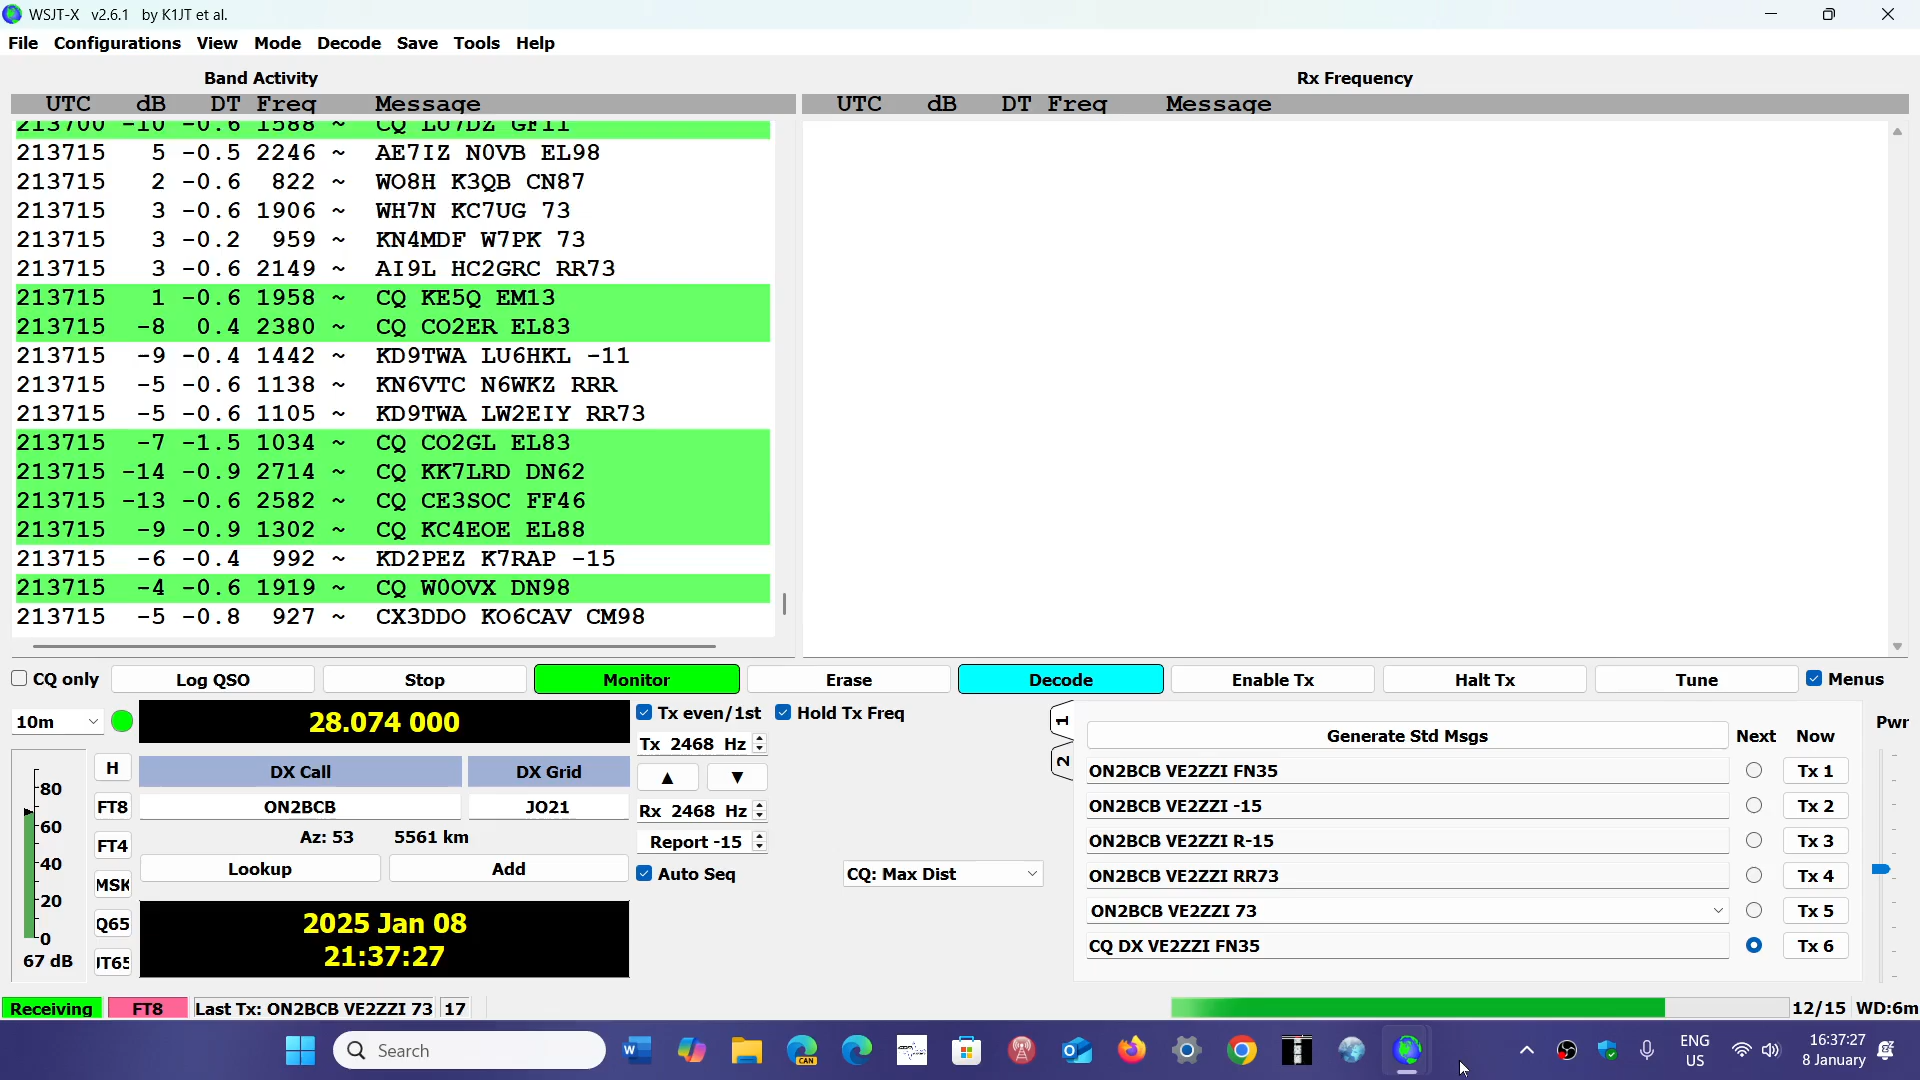 WSJT-X v2.6.1 by K1JT et al.
File Configurations View Mode Decode Save Tools Help
Band Activity
UTC dB DT Freq Message
213700 -10 -0.6 1588 ~ CQ LU7DZ GF11
213715 5 -0.5 2246 ~ AE7IZ N0VB EL98
213715 2 -0.6 822 ~ WO8H K3QB CN87
213715 3 -0.6 1906 ~ WH7N KC7UG 73
213715 3 -0.2 959 ~ KN4MDF W7PK 73
213715 3 -0.6 2149 ~ AI9L HC2GRC RR73
213715 1 -0.6 1958 ~ CQ KE5Q EM13
213715 -8 0.4 2380 ~ CQ CO2ER EL83
213715 -9 -0.4 1442 ~ KD9TWA LU6HKL -11
213715 -5 -0.6 1138 ~ KN6VTC N6WKZ RRR
213715 -5 -0.6 1105 ~ KD9TWA LW2EIY RR73
213715 -7 -1.5 1034 ~ CQ CO2GL EL83
213715 -14 -0.9 2714 ~ CQ KK7LRD DN62
213715 -13 -0.6 2582 ~ CQ CE3SOC FF46
213715 -9 -0.9 1302 ~ CQ KC4EOE EL88
213715 -6 -0.4 992 ~ KD2PEZ K7RAP -15
213715 -4 -0.6 1919 ~ CQ W0OVX DN98
213715 -5 -0.8 927 ~ CX3DDO KO6CAV CM98
Rx Frequency
UTC dB DT Freq Message
CQ only Log QSO Stop Monitor Erase Decode Enable Tx Halt Tx Tune Menus
10m 28.074 000
80
60
40
20
0
67 dB
H
FT8
FT4
MSK
Q65
JT65
DX Call DX Grid
ON2BCB JO21
Az: 53 5561 km
Lookup Add
2025 Jan 08
21:37:27
Tx even/1st Hold Tx Freq
Tx 2468 Hz
▲ ▼
Rx 2468 Hz
Report -15
Auto Seq CQ: Max Dist
1
2
Generate Std Msgs Next Now Pwr
ON2BCB VE2ZZI FN35 Tx 1
ON2BCB VE2ZZI -15 Tx 2
ON2BCB VE2ZZI R-15 Tx 3
ON2BCB VE2ZZI RR73 Tx 4
ON2BCB VE2ZZI 73 Tx 5
CQ DX VE2ZZI FN35 Tx 6
Receiving FT8 Last Tx: ON2BCB VE2ZZI 73 17 12/15 WD:6m
Search
W
CAN
ENG
US
16:37:27
8 January